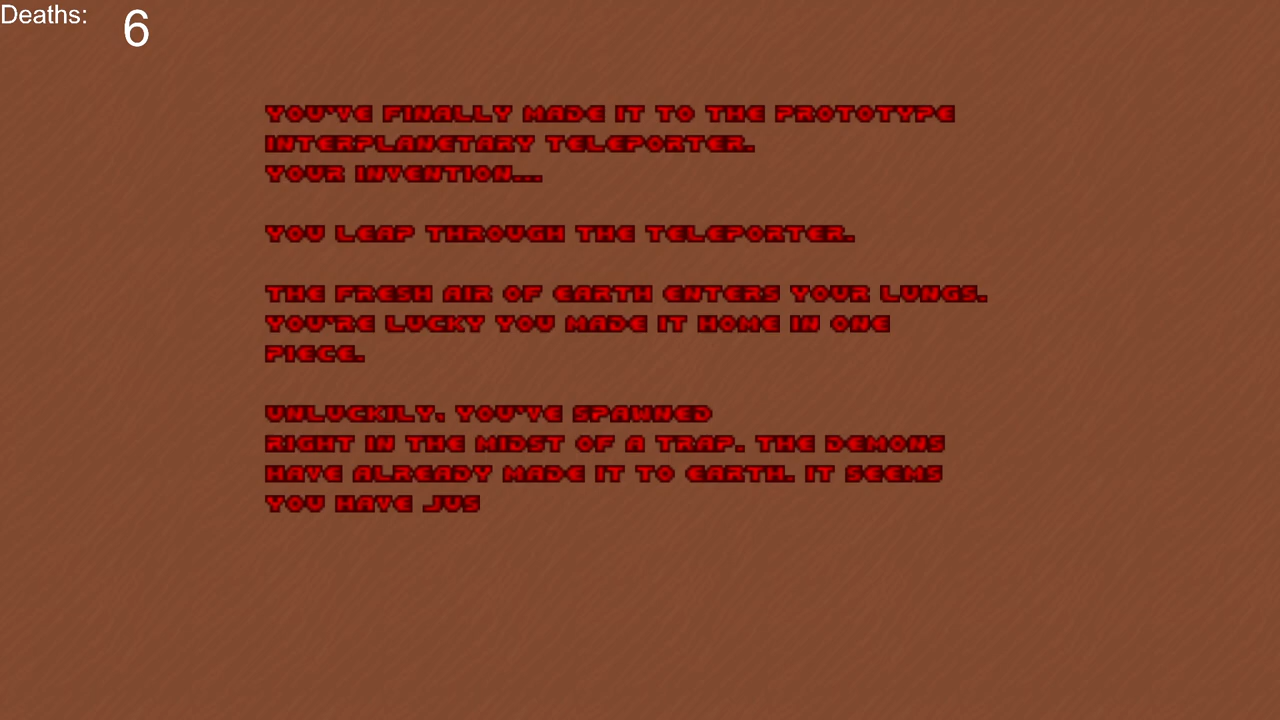 Deaths: 6
YOU'VE FINALLY MADE IT TO THE PROTOTYPE
INTERPLANETARY TELEPORTER.
YOUR INVENTION...
YOU LEAP THROUGH THE TELEPORTER.
THE FRESH AIR OF EARTH ENTERS YOUR LUNGS.
YOU'RE LUCKY YOU MADE IT HOME IN ONE
PIECE.
UNLUCKILY, YOU'VE SPAWNED
RIGHT IN THE MIDST OF A TRAP. THE DEMONS
HAVE ALREADY MADE IT TO EARTH. IT SEEMS
YOU HAVE JUS